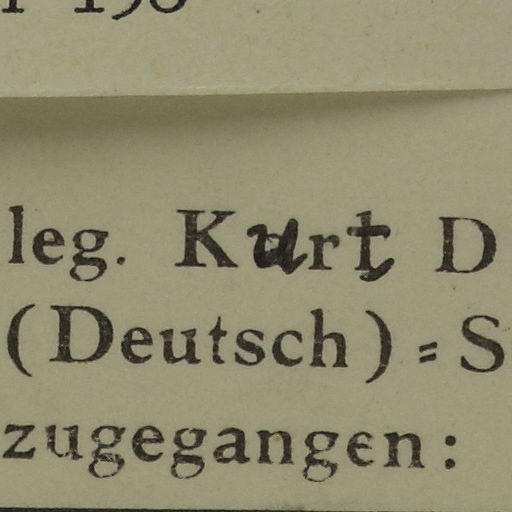 leg. Kurt D
(Deutsch)=S
zugegangen: